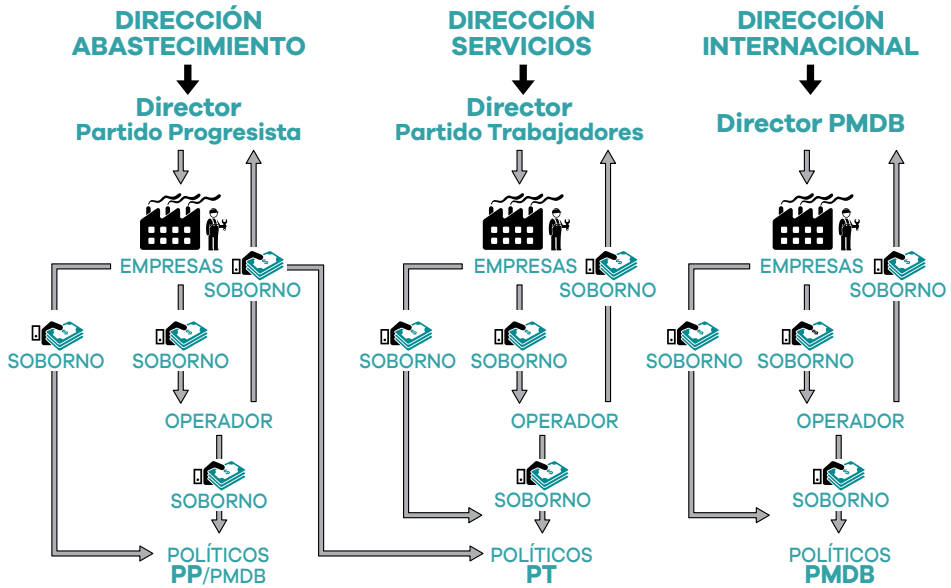 DIRECCIÓN
ABASTECIMIENTO
Director
Partido Progresista
EMPRESAS
SOBORNO
SOBORNO
SOBORNO
OPERADOR
SOBORNO
POLÍTICOS
PP/PMDB
DIRECCIÓN
SERVICIOS
Director
Partido Trabajadores
EMPRESAS
SOBORNO
SOBORNO
SOBORNO
OPERADOR
SOBORNO
POLÍTICOS
PT
DIRECCIÓN
INTERNACIONAL
Director PMDB
EMPRESAS
SOBORNO
SOBORNO
SOBORNO
OPERADOR
SOBORNO
POLÍTICOS
PMDB